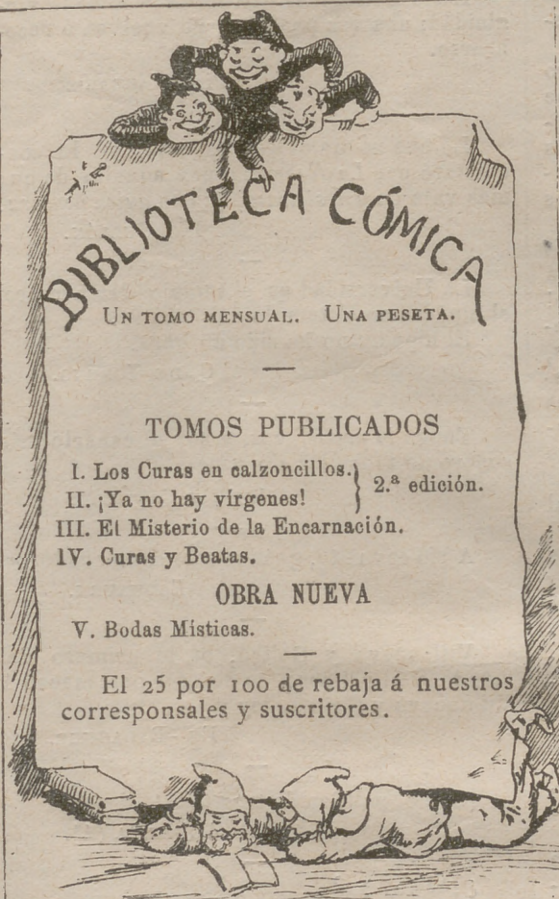 BIBLIOTECA CÓMICA
UN TOMO MENSUAL. UNA PESETA.
TOMOS PUBLICADOS
I. Los Curas en calzoncillos.
II. ¡Ya no hay vírgenes!
2.ª edición.
III. El Misterio de la Encarnación.
IV. Curas y Beatas.
OBRA NUEVA
V. Bodas Místicas.
El 25 por 100 de rebaja á nuestros
corresponsales y suscritores.